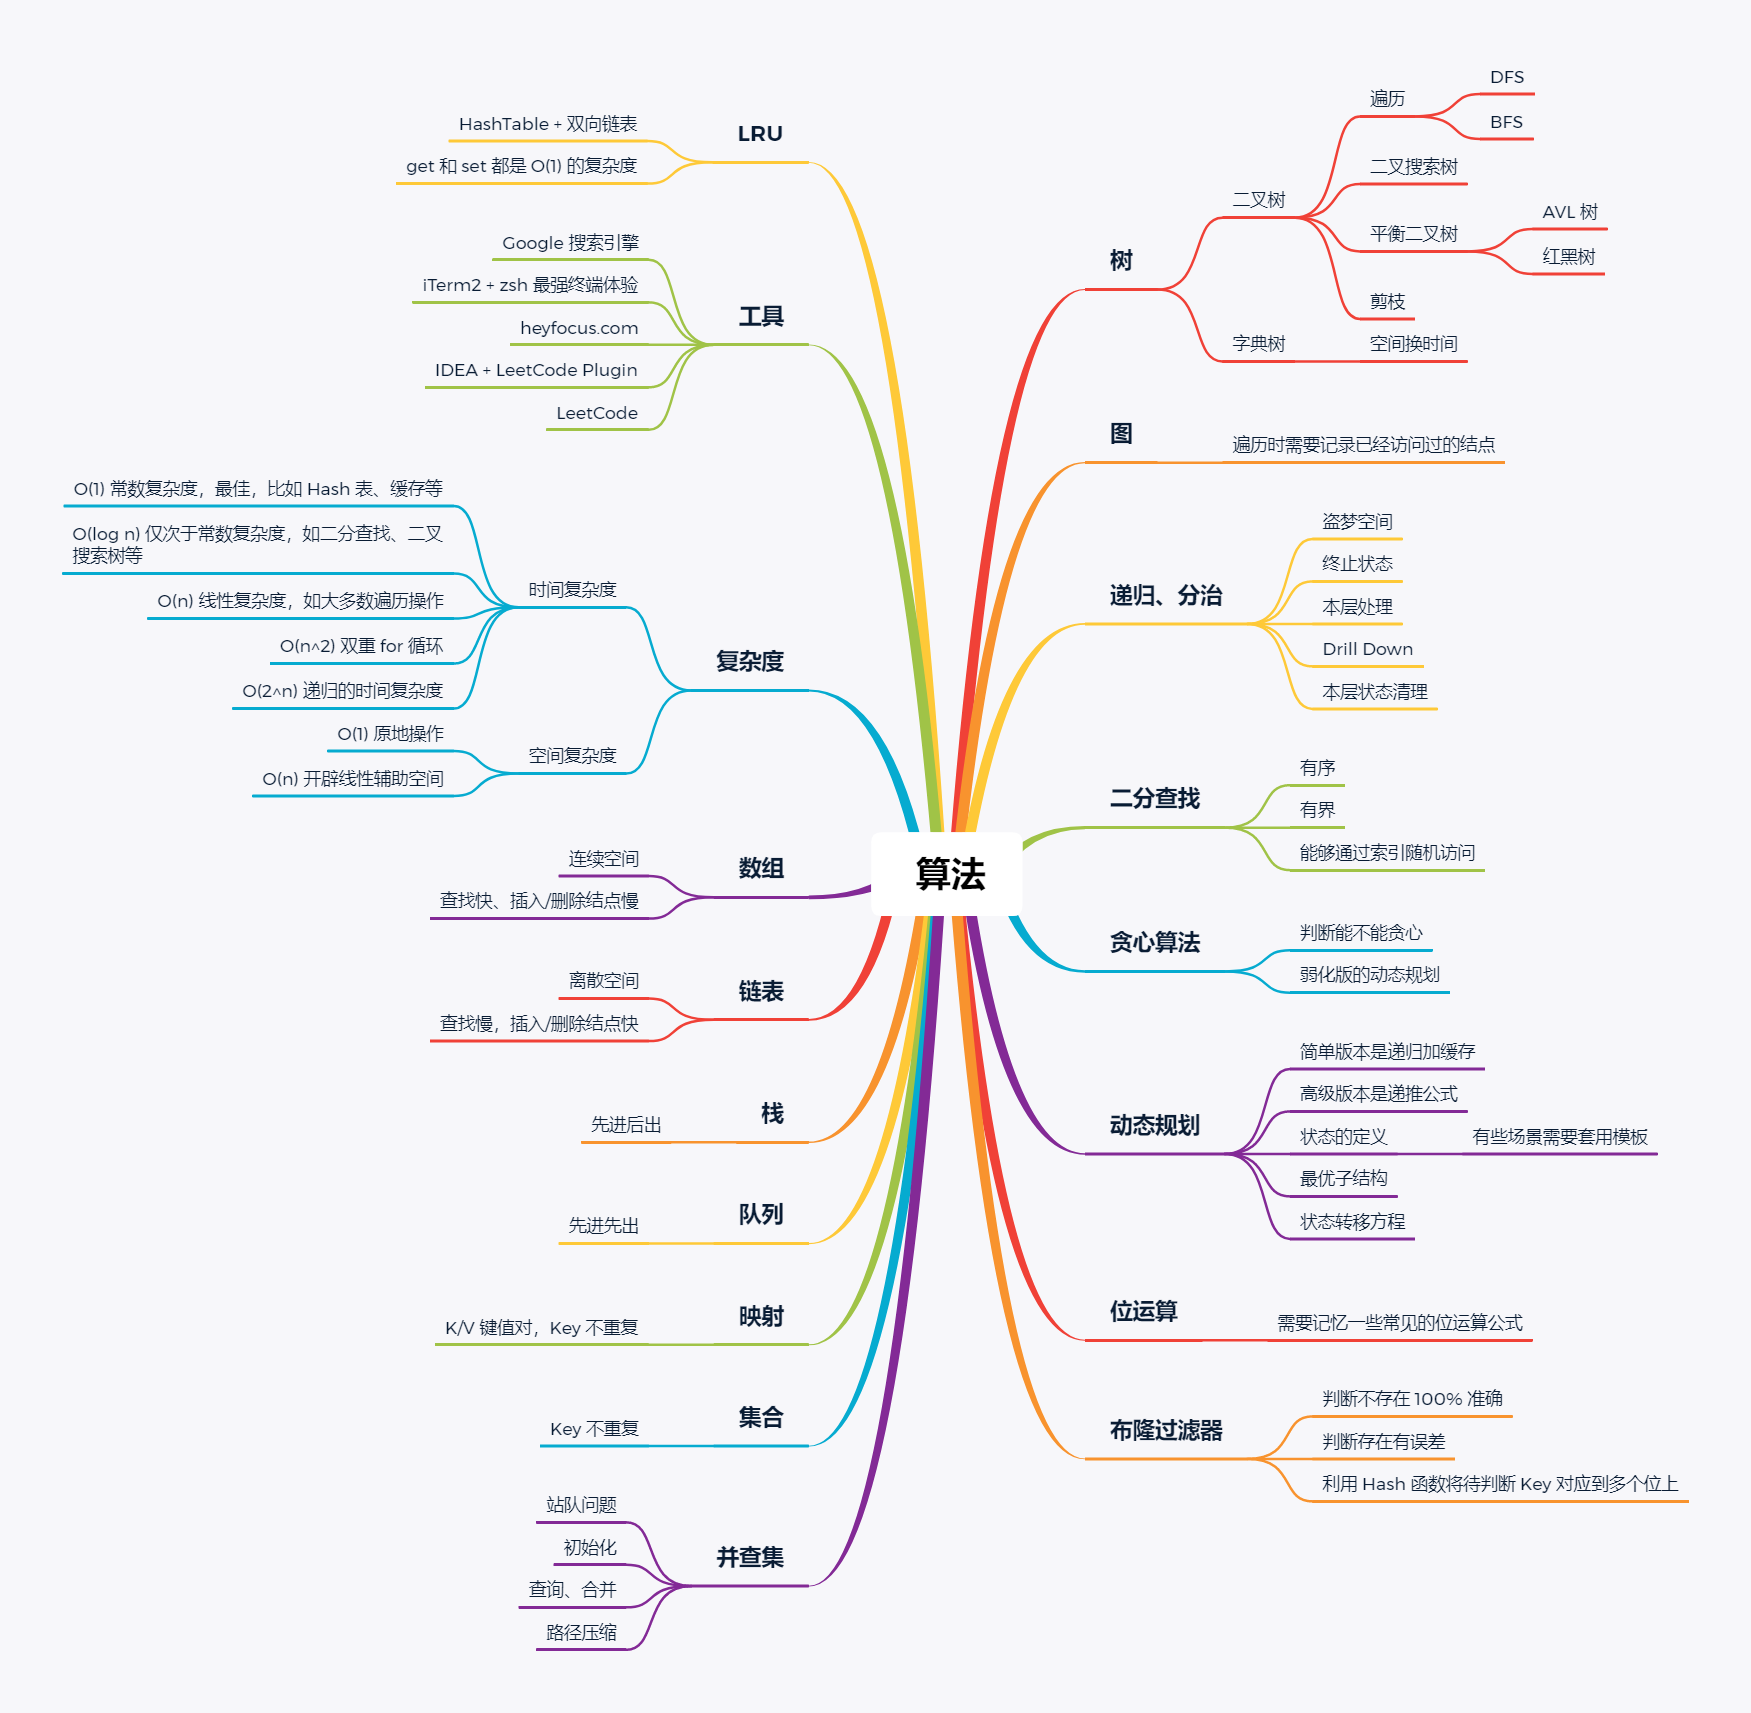 算法
树
二叉树
遍历
DFS
BFS
二叉搜索树
平衡二叉树
AVL 树
红黑树
剪枝
字典树
空间换时间
图
遍历时需要记录已经访问过的结点
递归、分治
盗梦空间
终止状态
本层处理
Drill Down
本层状态清理
二分查找
有序
有界
能够通过索引随机访问
贪心算法
判断能不能贪心
弱化版的动态规划
动态规划
简单版本是递归加缓存
高级版本是递推公式
状态的定义
有些场景需要套用模板
最优子结构
状态转移方程
位运算
需要记忆一些常见的位运算公式
布隆过滤器
判断不存在 100% 准确
判断存在有误差
利用 Hash 函数将待判断 Key 对应到多个位上
LRU
HashTable + 双向链表
get 和 set 都是 O(1) 的复杂度
工具
Google 搜索引擎
iTerm2 + zsh 最强终端体验
heyfocus.com
IDEA + LeetCode Plugin
LeetCode
复杂度
时间复杂度
O(1) 常数复杂度，最佳，比如 Hash 表、缓存等
O(log n) 仅次于常数复杂度，如二分查找、二叉
搜索树等
O(n) 线性复杂度，如大多数遍历操作
O(n^2) 双重 for 循环
O(2^n) 递归的时间复杂度
空间复杂度
O(1) 原地操作
O(n) 开辟线性辅助空间
数组
连续空间
查找快、插入/删除结点慢
链表
离散空间
查找慢，插入/删除结点快
栈
先进后出
队列
先进先出
映射
K/V 键值对，Key 不重复
集合
Key 不重复
并查集
站队问题
初始化
查询、合并
路径压缩